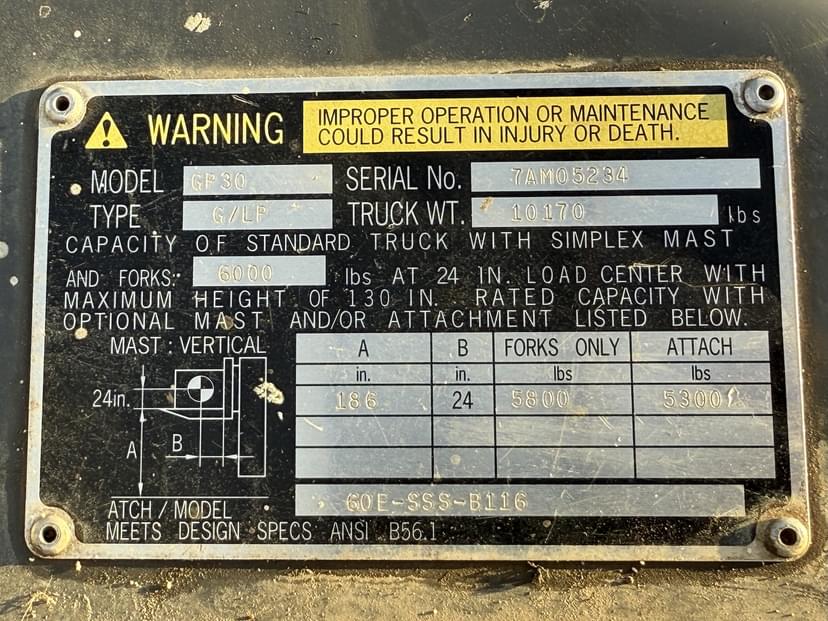 WARNING IMPROPER OPERATION OR MAINTENANCE
COULD RESULT IN INJURY OR DEATH.
MODEL GP30 SERIAL No. 7AM05234
TYPE G/LP TRUCK WT. 10170 lbs
CAPACITY OF STANDARD TRUCK WITH SIMPLEX MAST
AND FORKS: 6000 lbs AT 24 IN. LOAD CENTER WITH
MAXIMUM HEIGHT OF 130 IN. RATED CAPACITY WITH
OPTIONAL MAST AND/OR ATTACHMENT LISTED BELOW.
MAST : VERTICAL A B FORKS ONLY ATTACH
in. in. lbs lbs
24in. 186 24 5800 5300
A B
ATCH / MODEL 60E-SSS-B116
MEETS DESIGN SPECS ANSI B56.1